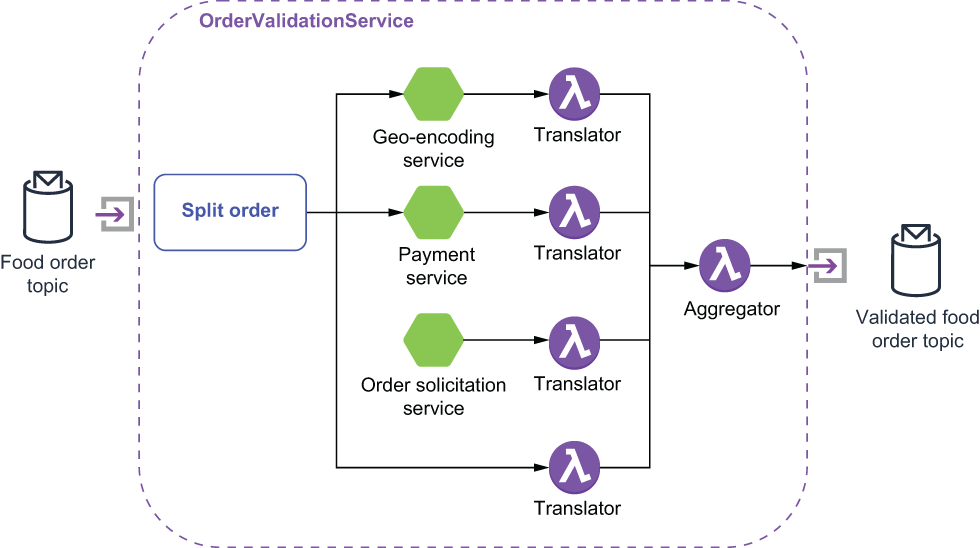 OrderValidationService
Geo-encoding
service
Translator
Split order
Payment
service
Translator
Food order
topic
Aggregator
Validated food
order topic
Order solicitation
service
Translator
Translator